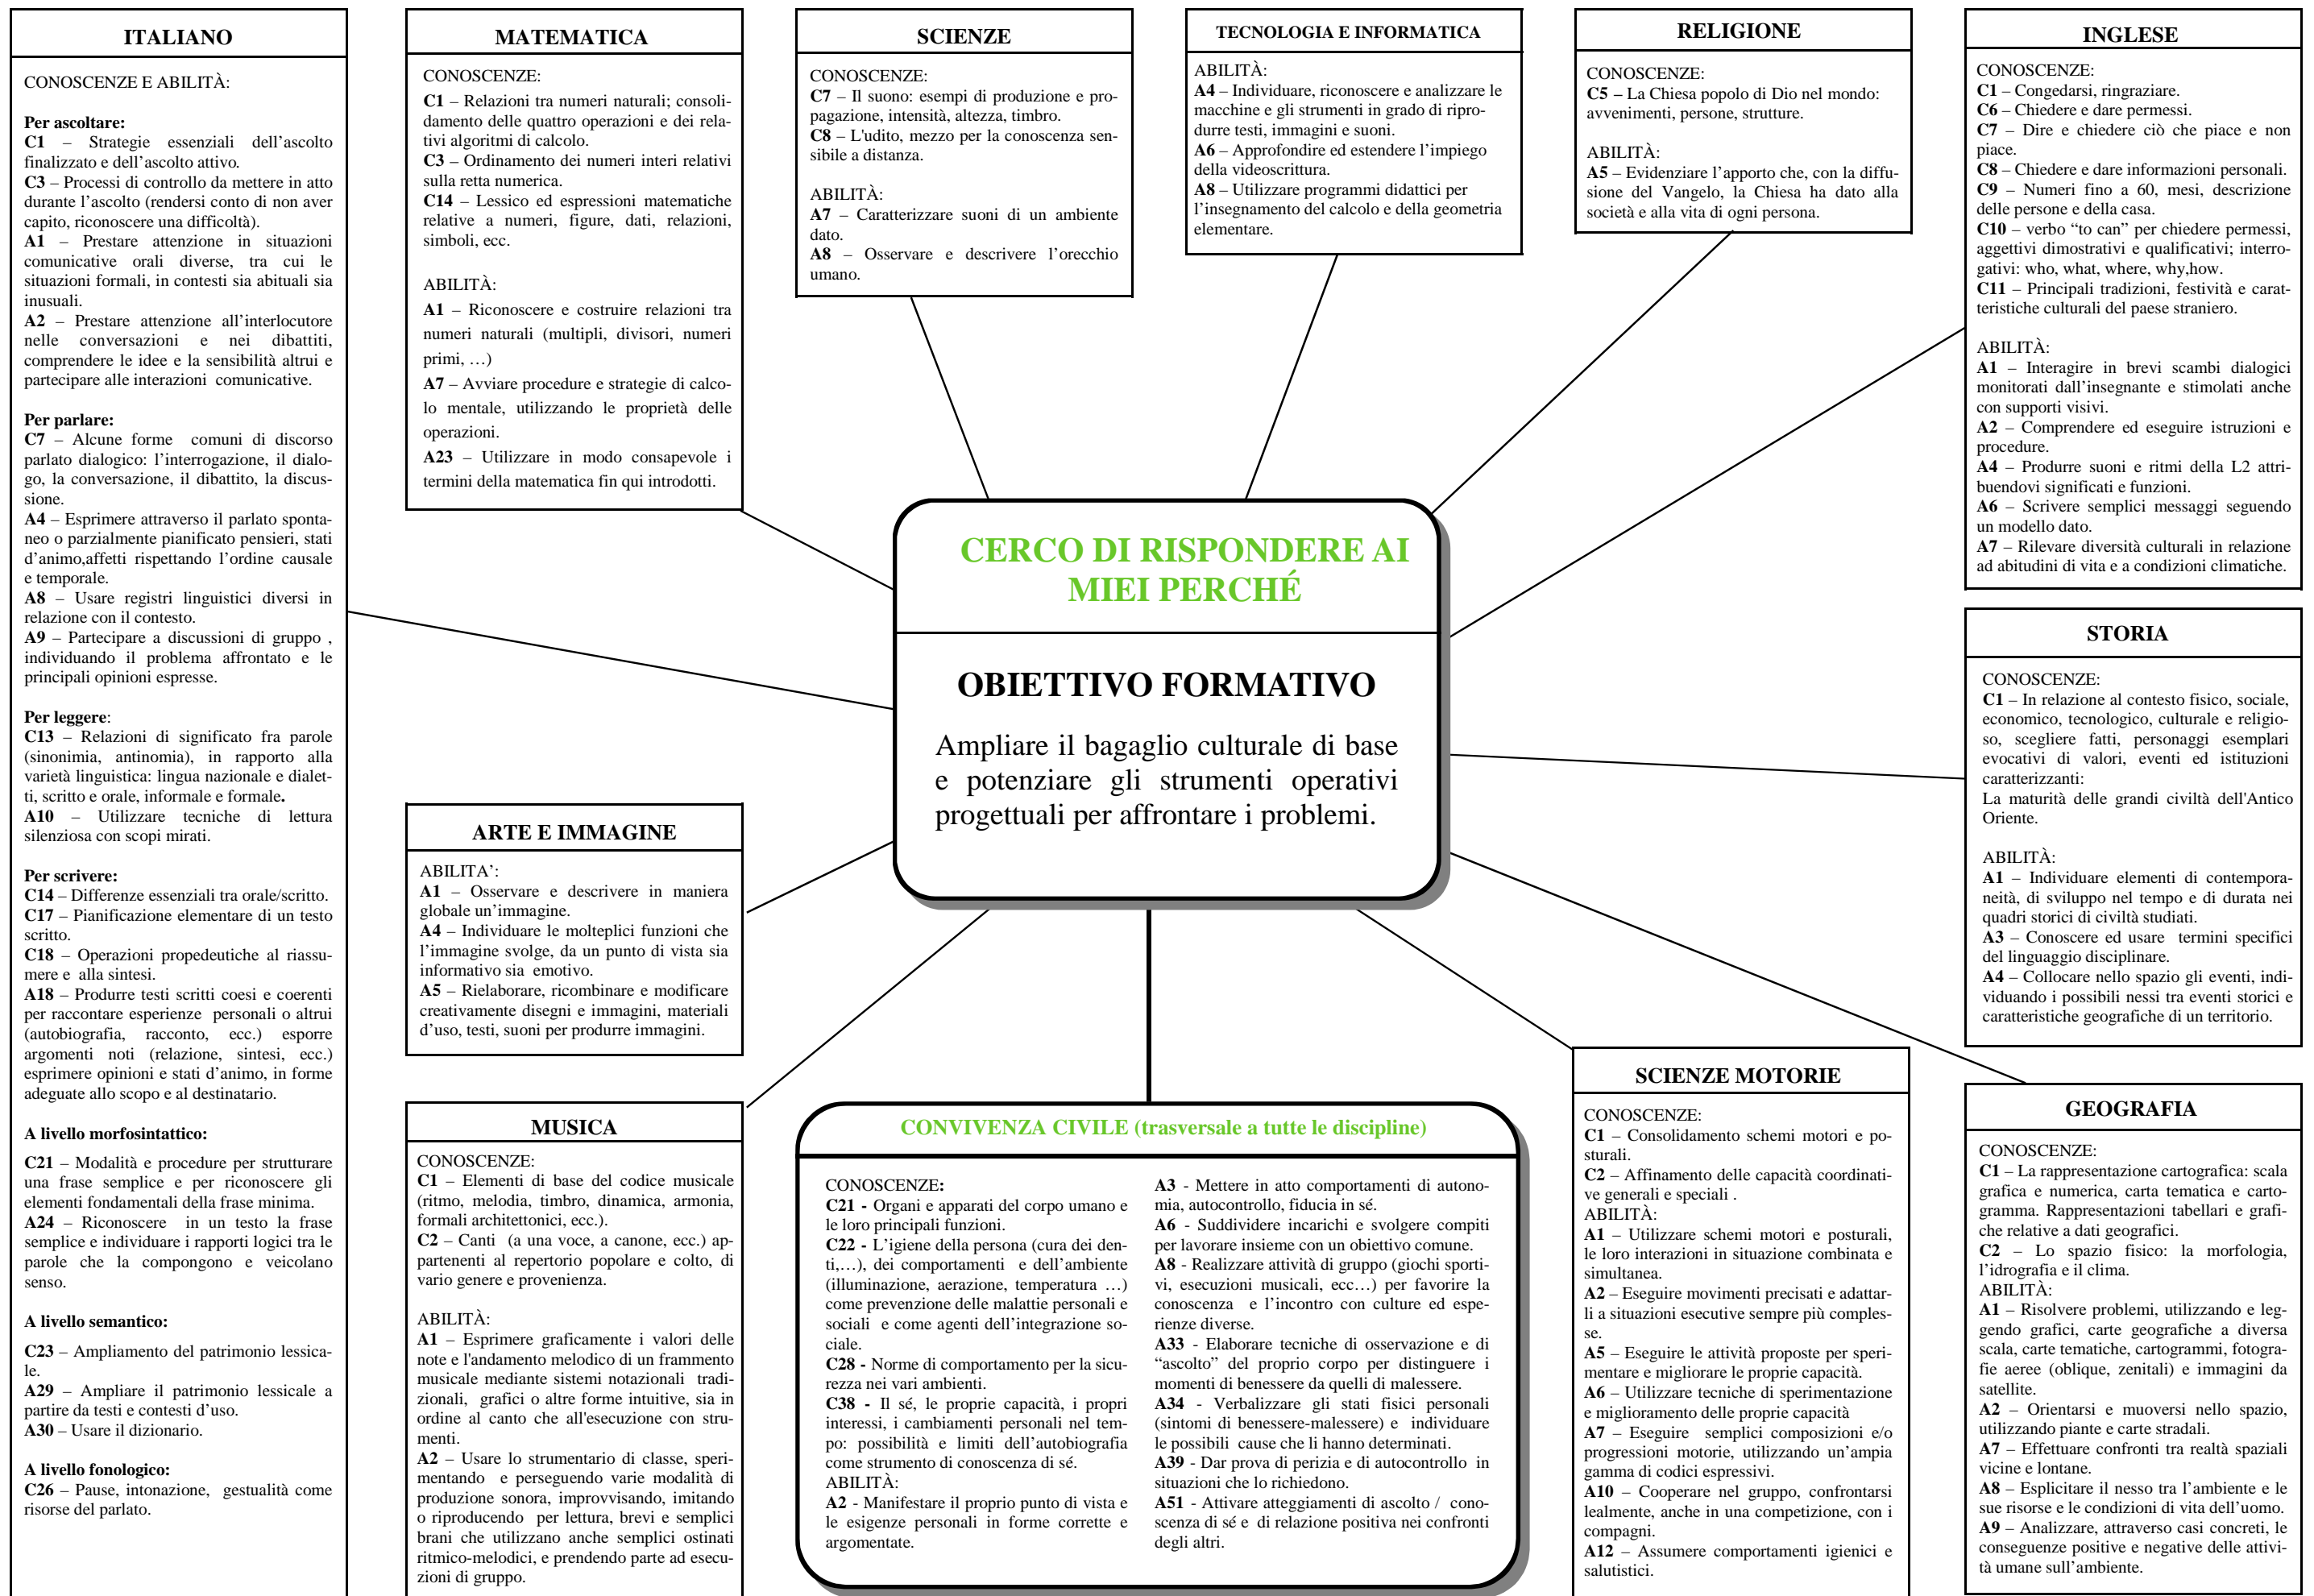 ITALIANO
CONOSCENZE E ABILITÀ:
Per ascoltare:
C1 – Strategie essenziali dell'ascolto
finalizzato e dell'ascolto attivo.
C3 – Processi di controllo da mettere in atto
durante l'ascolto (rendersi conto di non aver
capito, riconoscere una difficoltà).
A1 – Prestare attenzione in situazioni
comunicative orali diverse, tra cui le
situazioni formali, in contesti sia abituali sia
inusuali.
A2 – Prestare attenzione all'interlocutore
nelle conversazioni e nei dibattiti,
comprendere le idee e la sensibilità altrui e
partecipare alle interazioni comunicative.
Per parlare:
C7 – Alcune forme comuni di discorso
parlato dialogico: l'interrogazione, il dialo-
go, la conversazione, il dibattito, la discus-
sione.
A4 – Esprimere attraverso il parlato sponta-
neo o parzialmente pianificato pensieri, stati
d'animo,affetti rispettando l'ordine causale
e temporale.
A8 – Usare registri linguistici diversi in
relazione con il contesto.
A9 – Partecipare a discussioni di gruppo ,
individuando il problema affrontato e le
principali opinioni espresse.
Per leggere:
C13 – Relazioni di significato fra parole
(sinonimia, antinomia), in rapporto alla
varietà linguistica: lingua nazionale e dialet-
ti, scritto e orale, informale e formale.
A10 – Utilizzare tecniche di lettura
silenziosa con scopi mirati.
Per scrivere:
C14 – Differenze essenziali tra orale/scritto.
C17 – Pianificazione elementare di un testo
scritto.
C18 – Operazioni propedeutiche al riassu-
mere e alla sintesi.
A18 – Produrre testi scritti coesi e coerenti
per raccontare esperienze personali o altrui
(autobiografia, racconto, ecc.) esporre
argomenti noti (relazione, sintesi, ecc.)
esprimere opinioni e stati d'animo, in forme
adeguate allo scopo e al destinatario.
A livello morfosintattico:
C21 – Modalità e procedure per strutturare
una frase semplice e per riconoscere gli
elementi fondamentali della frase minima.
A24 – Riconoscere in un testo la frase
semplice e individuare i rapporti logici tra le
parole che la compongono e veicolano
senso.
A livello semantico:
C23 – Ampliamento del patrimonio lessica-
le.
A29 – Ampliare il patrimonio lessicale a
partire da testi e contesti d'uso.
A30 – Usare il dizionario.
A livello fonologico:
C26 – Pause, intonazione, gestualità come
risorse del parlato.
MATEMATICA
CONOSCENZE:
C1 – Relazioni tra numeri naturali; consoli-
damento delle quattro operazioni e dei rela-
tivi algoritmi di calcolo.
C3 – Ordinamento dei numeri interi relativi
sulla retta numerica.
C14 – Lessico ed espressioni matematiche
relative a numeri, figure, dati, relazioni,
simboli, ecc.
ABILITÀ:
A1 – Riconoscere e costruire relazioni tra
numeri naturali (multipli, divisori, numeri
primi, …)
A7 – Avviare procedure e strategie di calco-
lo mentale, utilizzando le proprietà delle
operazioni.
A23 – Utilizzare in modo consapevole i
termini della matematica fin qui introdotti.
SCIENZE
CONOSCENZE:
C7 – Il suono: esempi di produzione e pro-
pagazione, intensità, altezza, timbro.
C8 – L'udito, mezzo per la conoscenza sen-
sibile a distanza.
ABILITÀ:
A7 – Caratterizzare suoni di un ambiente
dato.
A8 – Osservare e descrivere l'orecchio
umano.
TECNOLOGIA E INFORMATICA
ABILITÀ:
A4 – Individuare, riconoscere e analizzare le
macchine e gli strumenti in grado di ripro-
durre testi, immagini e suoni.
A6 – Approfondire ed estendere l'impiego
della videoscrittura.
A8 – Utilizzare programmi didattici per
l'insegnamento del calcolo e della geometria
elementare.
RELIGIONE
CONOSCENZE:
C5 – La Chiesa popolo di Dio nel mondo:
avvenimenti, persone, strutture.
ABILITÀ:
A5 – Evidenziare l'apporto che, con la diffu-
sione del Vangelo, la Chiesa ha dato alla
società e alla vita di ogni persona.
INGLESE
CONOSCENZE:
C1 – Congedarsi, ringraziare.
C6 – Chiedere e dare permessi.
C7 – Dire e chiedere ciò che piace e non
piace.
C8 – Chiedere e dare informazioni personali.
C9 – Numeri fino a 60, mesi, descrizione
delle persone e della casa.
C10 – verbo “to can” per chiedere permessi,
aggettivi dimostrativi e qualificativi; interro-
gativi: who, what, where, why,how.
C11 – Principali tradizioni, festività e carat-
teristiche culturali del paese straniero.
ABILITÀ:
A1 – Interagire in brevi scambi dialogici
monitorati dall'insegnante e stimolati anche
con supporti visivi.
A2 – Comprendere ed eseguire istruzioni e
procedure.
A4 – Produrre suoni e ritmi della L2 attri-
buendovi significati e funzioni.
A6 – Scrivere semplici messaggi seguendo
un modello dato.
A7 – Rilevare diversità culturali in relazione
ad abitudini di vita e a condizioni climatiche.
CERCO DI RISPONDERE AI
MIEI PERCHÉ
OBIETTIVO FORMATIVO
Ampliare il bagaglio culturale di base
e potenziare gli strumenti operativi
progettuali per affrontare i problemi.
STORIA
CONOSCENZE:
C1 – In relazione al contesto fisico, sociale,
economico, tecnologico, culturale e religio-
so, scegliere fatti, personaggi esemplari
evocativi di valori, eventi ed istituzioni
caratterizzanti:
La maturità delle grandi civiltà dell'Antico
Oriente.
ABILITÀ:
A1 – Individuare elementi di contempora-
neità, di sviluppo nel tempo e di durata nei
quadri storici di civiltà studiati.
A3 – Conoscere ed usare termini specifici
del linguaggio disciplinare.
A4 – Collocare nello spazio gli eventi, indi-
viduando i possibili nessi tra eventi storici e
caratteristiche geografiche di un territorio.
ARTE E IMMAGINE
ABILITA':
A1 – Osservare e descrivere in maniera
globale un'immagine.
A4 – Individuare le molteplici funzioni che
l'immagine svolge, da un punto di vista sia
informativo sia emotivo.
A5 – Rielaborare, ricombinare e modificare
creativamente disegni e immagini, materiali
d'uso, testi, suoni per produrre immagini.
MUSICA
CONOSCENZE:
C1 – Elementi di base del codice musicale
(ritmo, melodia, timbro, dinamica, armonia,
formali architettonici, ecc.).
C2 – Canti (a una voce, a canone, ecc.) ap-
partenenti al repertorio popolare e colto, di
vario genere e provenienza.
ABILITÀ:
A1 – Esprimere graficamente i valori delle
note e l'andamento melodico di un frammento
musicale mediante sistemi notazionali tradi-
zionali, grafici o altre forme intuitive, sia in
ordine al canto che all'esecuzione con stru-
menti.
A2 – Usare lo strumentario di classe, speri-
mentando e perseguendo varie modalità di
produzione sonora, improvvisando, imitando
o riproducendo per lettura, brevi e semplici
brani che utilizzano anche semplici ostinati
ritmico-melodici, e prendendo parte ad esecu-
zioni di gruppo.
CONVIVENZA CIVILE (trasversale a tutte le discipline)
CONOSCENZE:
C21 - Organi e apparati del corpo umano e
le loro principali funzioni.
C22 - L'igiene della persona (cura dei den-
ti,…), dei comportamenti e dell'ambiente
(illuminazione, aerazione, temperatura …)
come prevenzione delle malattie personali e
sociali e come agenti dell'integrazione so-
ciale.
C28 - Norme di comportamento per la sicu-
rezza nei vari ambienti.
C38 - Il sé, le proprie capacità, i propri
interessi, i cambiamenti personali nel tem-
po: possibilità e limiti dell'autobiografia
come strumento di conoscenza di sé.
ABILITÀ:
A2 - Manifestare il proprio punto di vista e
le esigenze personali in forme corrette e
argomentate.
A3 - Mettere in atto comportamenti di autono-
mia, autocontrollo, fiducia in sé.
A6 - Suddividere incarichi e svolgere compiti
per lavorare insieme con un obiettivo comune.
A8 - Realizzare attività di gruppo (giochi sporti-
vi, esecuzioni musicali, ecc…) per favorire la
conoscenza e l'incontro con culture ed espe-
rienze diverse.
A33 - Elaborare tecniche di osservazione e di
“ascolto” del proprio corpo per distinguere i
momenti di benessere da quelli di malessere.
A34 - Verbalizzare gli stati fisici personali
(sintomi di benessere-malessere) e individuare
le possibili cause che li hanno determinati.
A39 - Dar prova di perizia e di autocontrollo in
situazioni che lo richiedono.
A51 - Attivare atteggiamenti di ascolto / cono-
scenza di sé e di relazione positiva nei confronti
degli altri.
SCIENZE MOTORIE
CONOSCENZE:
C1 – Consolidamento schemi motori e po-
sturali.
C2 – Affinamento delle capacità coordinati-
ve generali e speciali .
ABILITÀ:
A1 – Utilizzare schemi motori e posturali,
le loro interazioni in situazione combinata e
simultanea.
A2 – Eseguire movimenti precisati e adattar-
li a situazioni esecutive sempre più comples-
se.
A5 – Eseguire le attività proposte per speri-
mentare e migliorare le proprie capacità.
A6 – Utilizzare tecniche di sperimentazione
e miglioramento delle proprie capacità
A7 – Eseguire semplici composizioni e/o
progressioni motorie, utilizzando un'ampia
gamma di codici espressivi.
A10 – Cooperare nel gruppo, confrontarsi
lealmente, anche in una competizione, con i
compagni.
A12 – Assumere comportamenti igienici e
salutistici.
GEOGRAFIA
CONOSCENZE:
C1 – La rappresentazione cartografica: scala
grafica e numerica, carta tematica e carto-
gramma. Rappresentazioni tabellari e grafi-
che relative a dati geografici.
C2 – Lo spazio fisico: la morfologia,
l'idrografia e il clima.
ABILITÀ:
A1 – Risolvere problemi, utilizzando e leg-
gendo grafici, carte geografiche a diversa
scala, carte tematiche, cartogrammi, fotogra-
fie aeree (oblique, zenitali) e immagini da
satellite.
A2 – Orientarsi e muoversi nello spazio,
utilizzando piante e carte stradali.
A7 – Effettuare confronti tra realtà spaziali
vicine e lontane.
A8 – Esplicitare il nesso tra l'ambiente e le
sue risorse e le condizioni di vita dell'uomo.
A9 – Analizzare, attraverso casi concreti, le
conseguenze positive e negative delle attivi-
tà umane sull'ambiente.